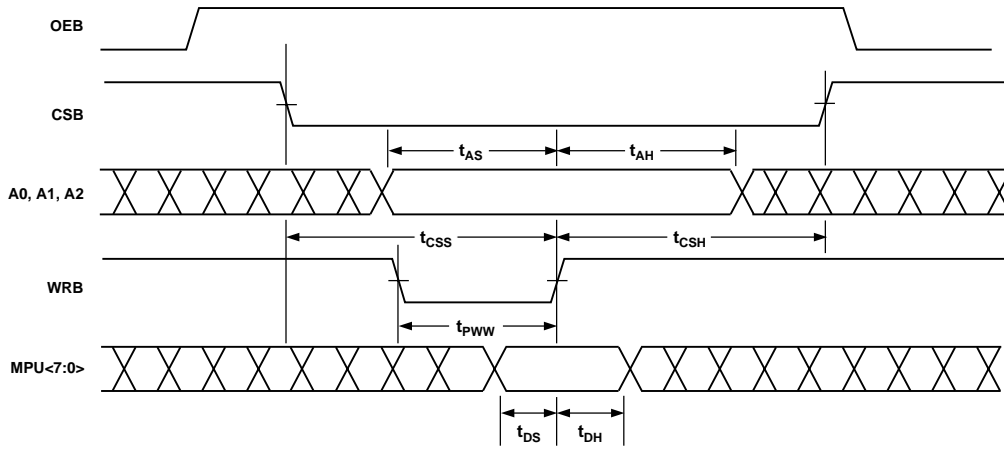 OEB
CSB
tAS
tAH
A0, A1, A2
tCSS
tCSH
WRB
tPWW
MPU<7:0>
tDS
tDH